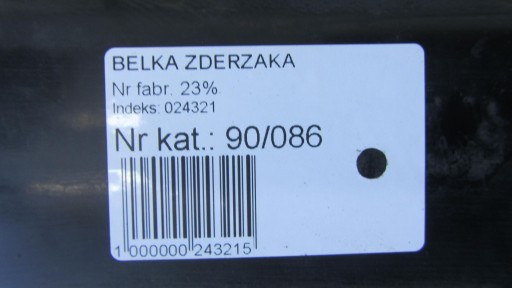 BELKA ZDERZAKA
Nr fabr. 23%.
Indeks: 024321
Nr kat.: 90/086
1 000000 243215